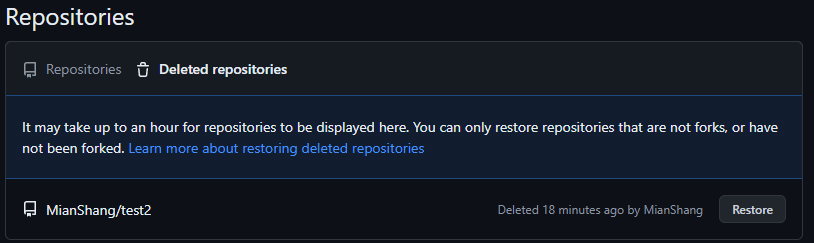 Repositories
Repositories Deleted repositories
It may take up to an hour for repositories to be displayed here. You can only restore repositories that are not forks, or have
not been forked. Learn more about restoring deleted repositories
MianShang/test2 Deleted 18 minutes ago by MianShang Restore